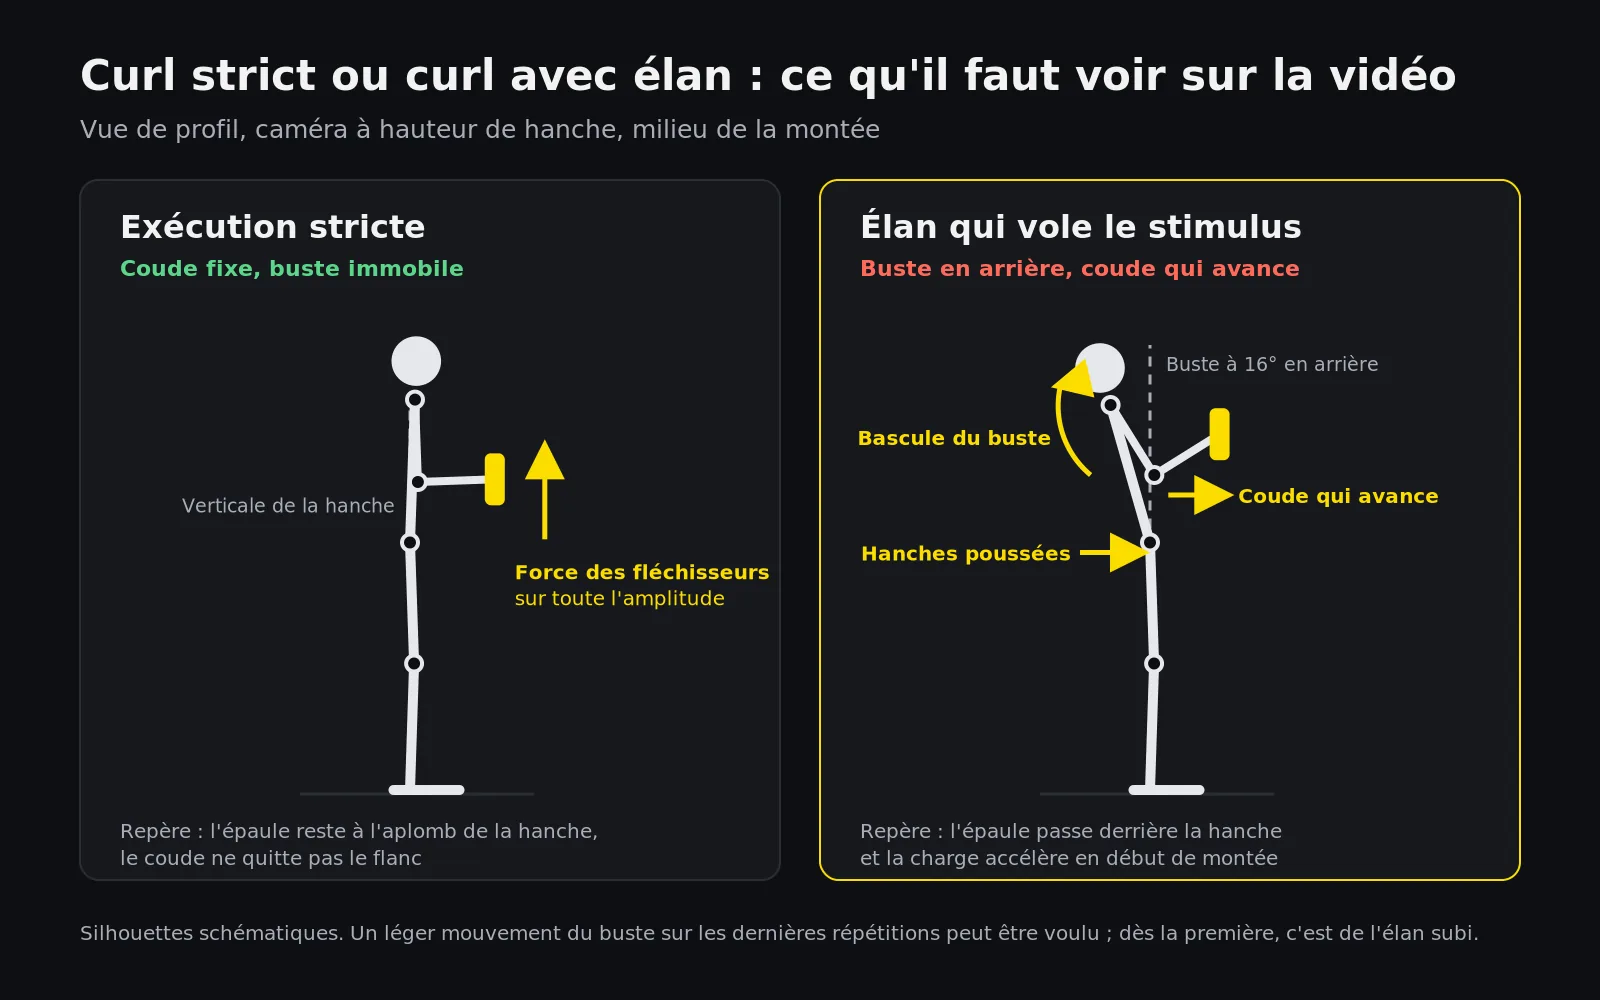 Curl strict ou curl avec élan : ce qu'il faut voir sur la vidéo
Vue de profil, caméra à hauteur de hanche, milieu de la montée
Exécution stricte
Coude fixe, buste immobile
Verticale de la hanche
Force des fléchisseurs
sur toute l'amplitude
Repère : l'épaule reste à l'aplomb de la hanche,
le coude ne quitte pas le flanc
Élan qui vole le stimulus
Buste en arrière, coude qui avance
Buste à 16° en arrière
Bascule du buste
Coude qui avance
Hanches poussées
Repère : l'épaule passe derrière la hanche
et la charge accélère en début de montée
Silhouettes schématiques. Un léger mouvement du buste sur les dernières répétitions peut être voulu ; dès la première, c'est de l'élan subi.